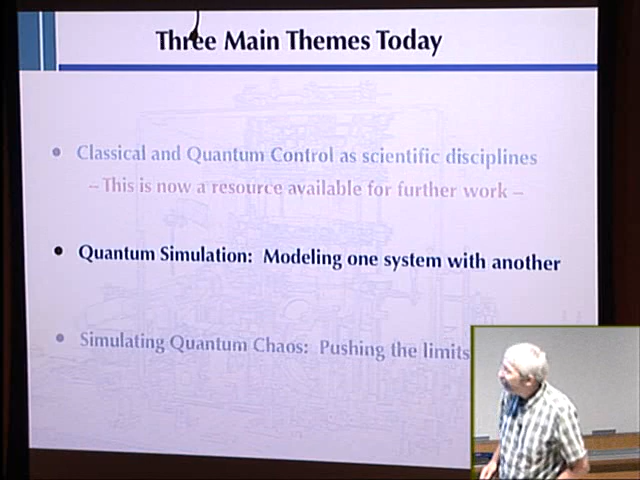 Three Main Themes Today
• Classical and Quantum Control as scientific disciplines
– This is now a resource available for further work –
• Quantum Simulation: Modeling one system with another
• Simulating Quantum Chaos: Pushing the limits